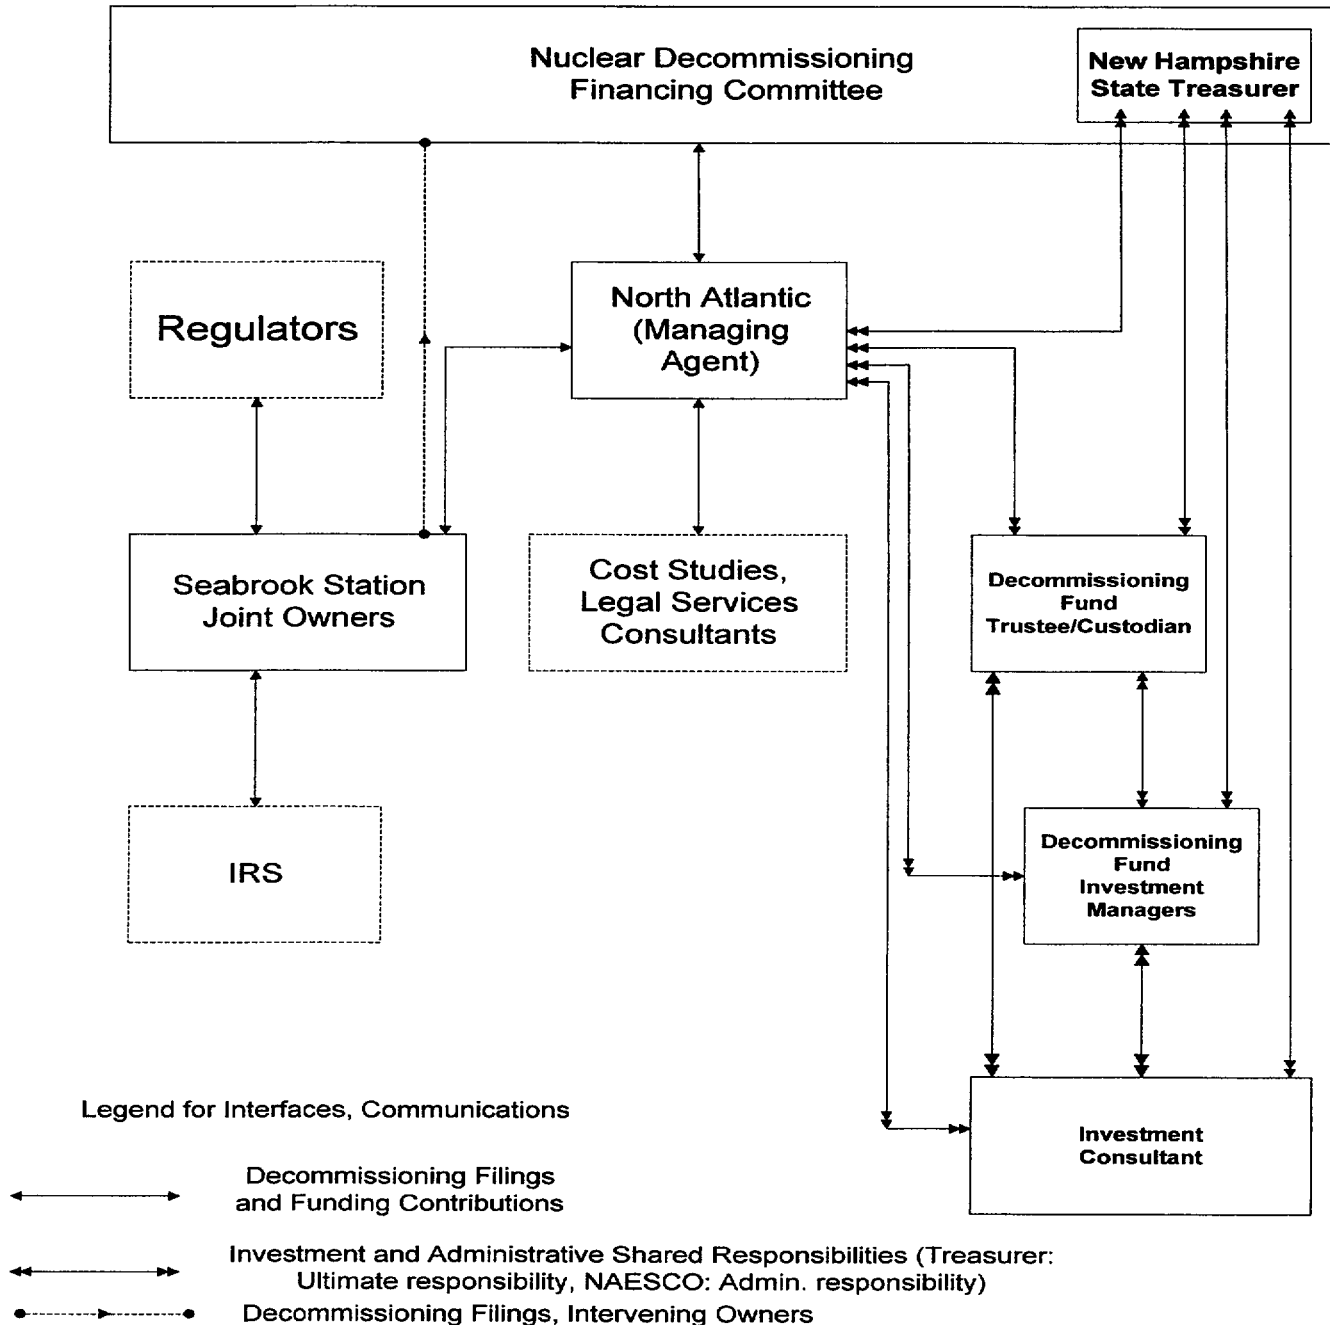 Nuclear Decommissioning
Financing Committee
New Hampshire
State Treasurer
Regulators
North Atlantic
(Managing
Agent)
Seabrook Station
Joint Owners
Cost Studies,
Legal Services
Consultants
Decommissioning
Fund
Trustee/Custodian
IRS
Decommissioning
Fund
Investment
Managers
Investment
Consultant
Legend for Interfaces, Communications
Decommissioning Filings
and Funding Contributions
Investment and Administrative Shared Responsibilities (Treasurer:
Ultimate responsibility, NAESCO: Admin. responsibility)
Decommissioning Filings, Intervening Owners